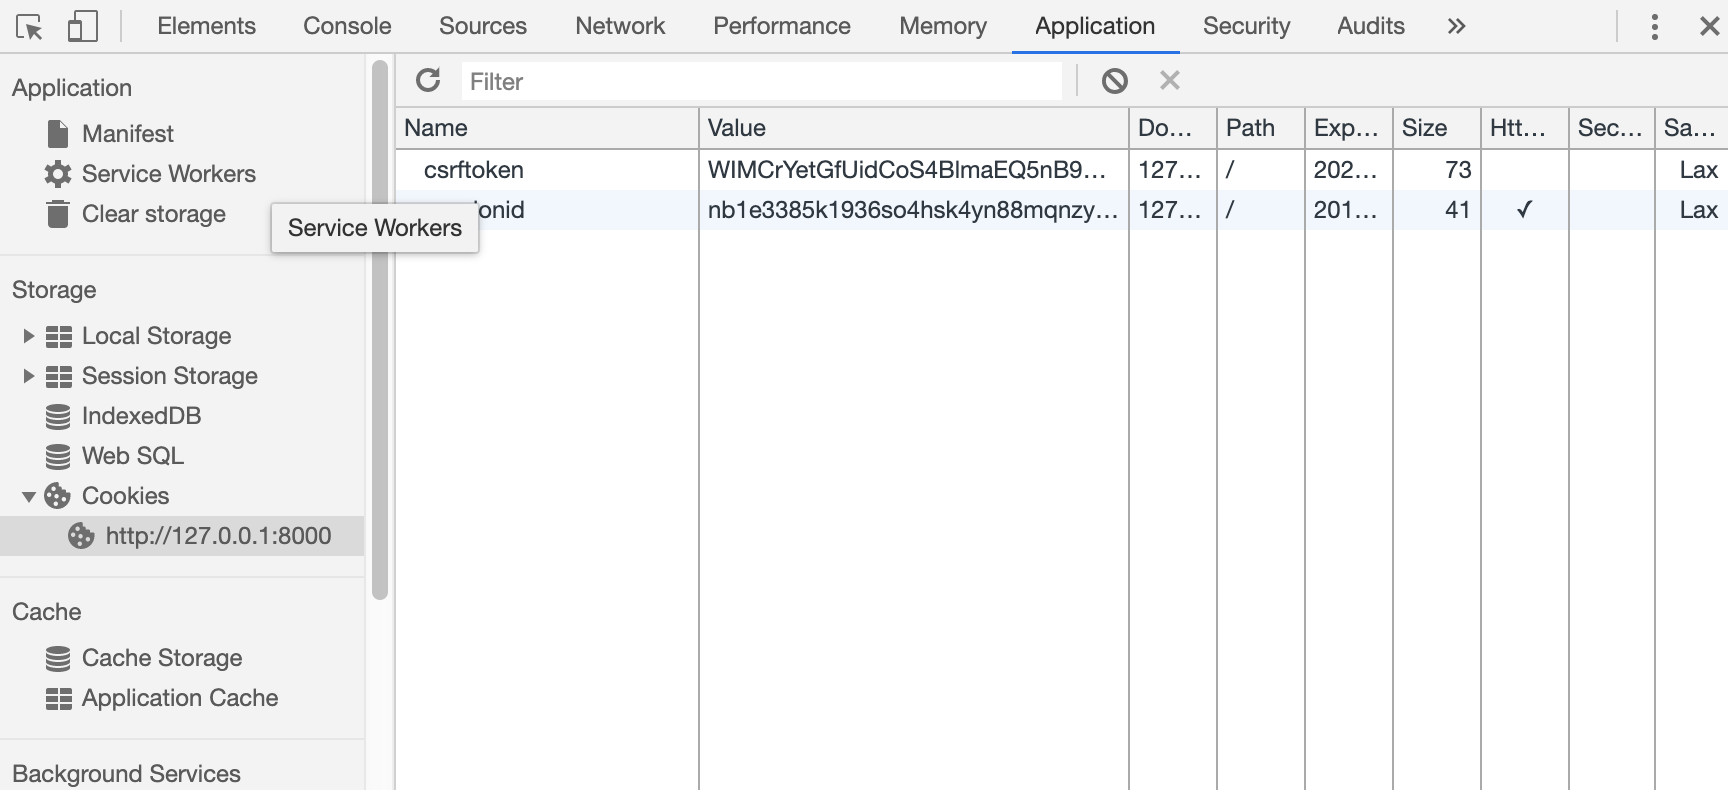 Elements Console Sources Network Performance Memory Application Security Audits »
Application
Manifest
Service Workers
Clear storage
Service Workers
Storage
Local Storage
Session Storage
IndexedDB
Web SQL
Cookies
http://127.0.0.1:8000
Cache
Cache Storage
Application Cache
Background Services
Filter
Name Value Do... Path Exp... Size Htt... Sec... Sa...
csrftoken WIMCrYetGfUidCoS4BlmaEQ5nB9... 127... / 202... 73 Lax
onid nb1e3385k1936so4hsk4yn88mqnzy... 127... / 201... 41 ✓ Lax